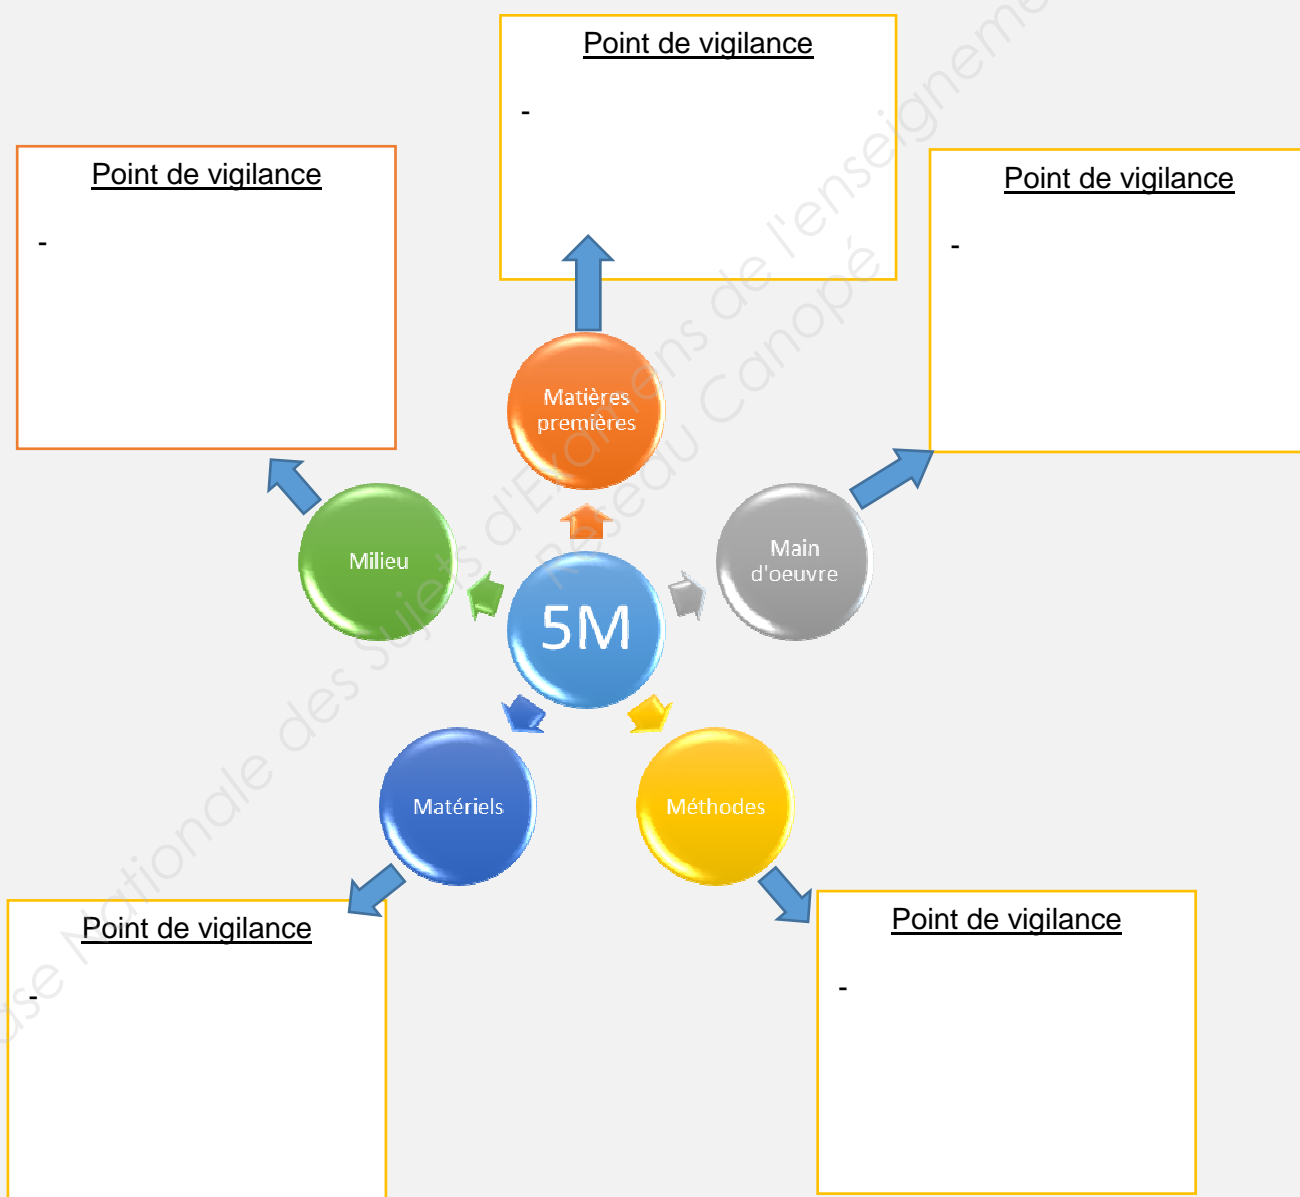 Point de vigilance
-
Point de vigilance
-
Point de vigilance
-
Matières
premières
Milieu
Main
d'oeuvre
5M
Matériels
Méthodes
Point de vigilance
-
Point de vigilance
-
Base Nationale des Sujets d'Examens de l'enseignement
Réseau Canopé